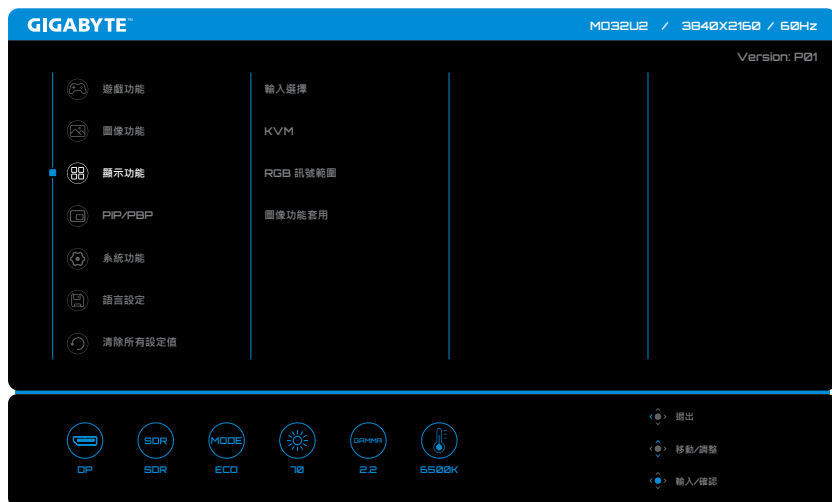 GIGABYTE™
MO32U2 / 3840X2160 / 60Hz
Version: P01
遊戲功能
圖像功能
顯示功能
PIP/PBP
系統功能
語言設定
清除所有設定值
輸入選擇
KVM
RGB 訊號範圍
圖像功能套用
SDR
MODE
GAMMA
DP
SDR
ECO
70
2.2
6500K
退出
移動/調整
輸入/確認